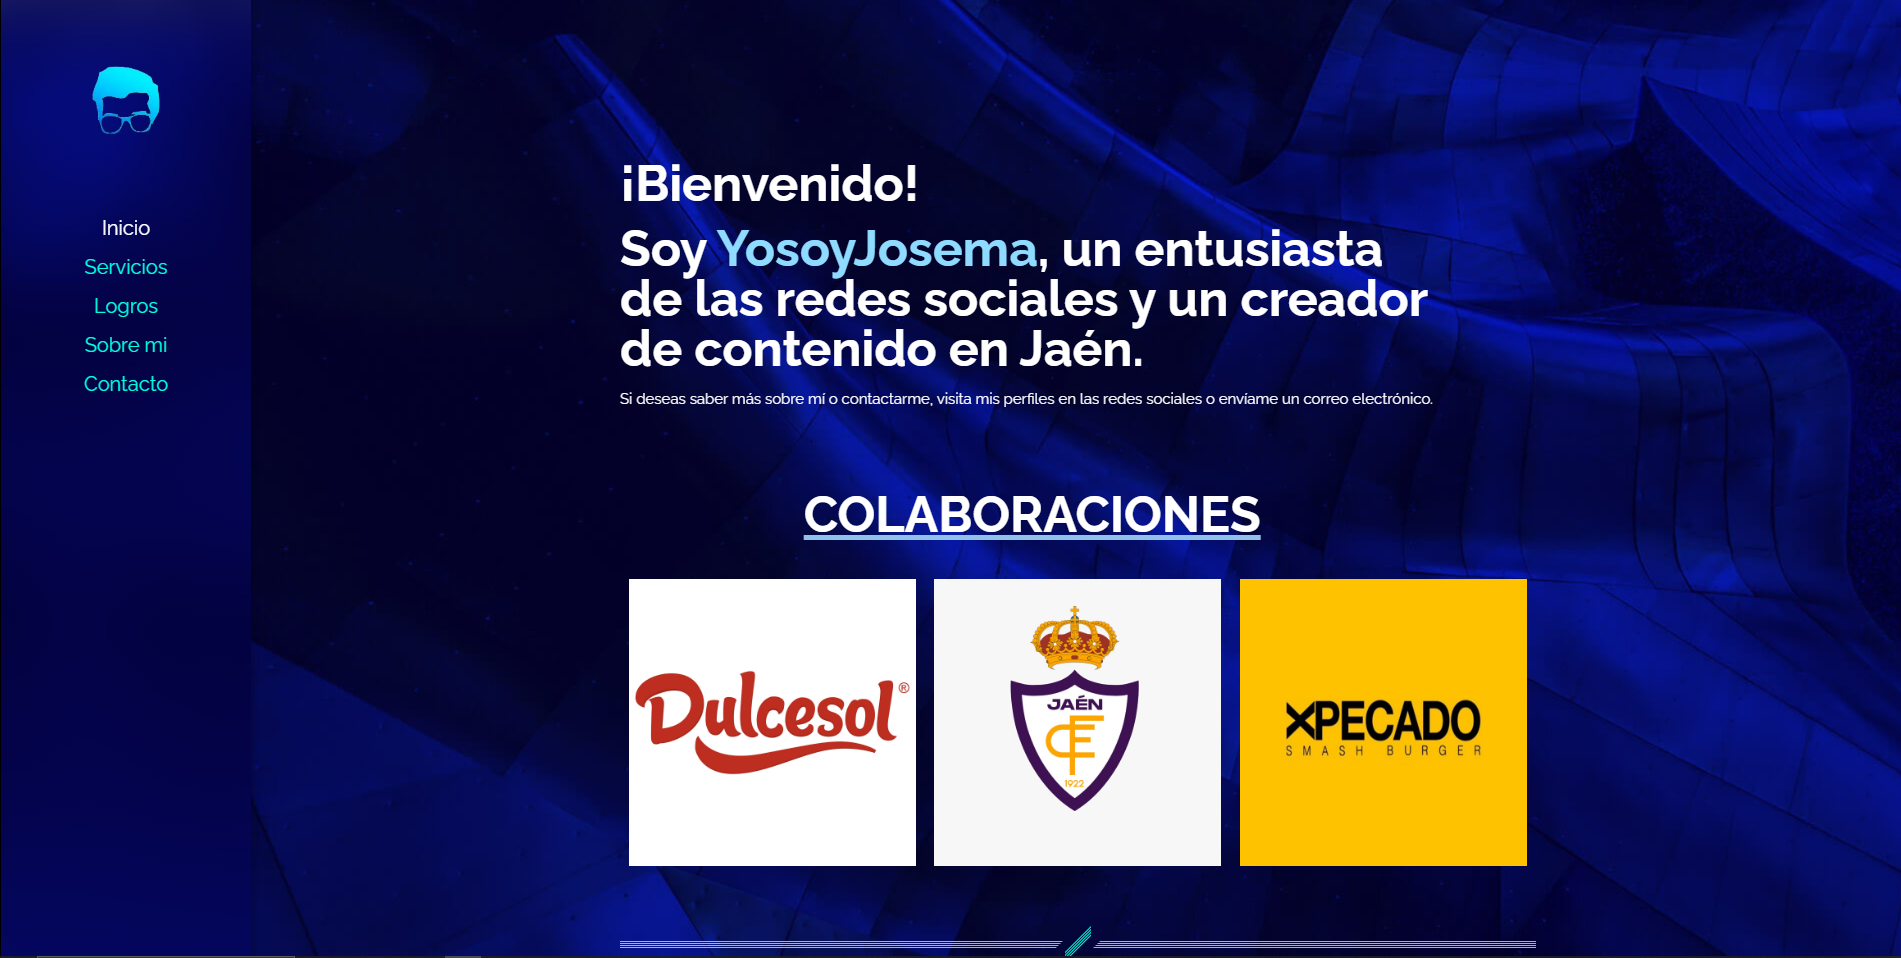 Inicio
Servicios
Logros
Sobre mi
Contacto
¡Bienvenido!
Soy YosoyJosema, un entusiasta
de las redes sociales y un creador
de contenido en Jaén.
Si deseas saber más sobre mí o contactarme, visita mis perfiles en las redes sociales o envíame un correo electrónico.
COLABORACIONES
Dulcesol®
JAÉN
CF
1922
XPECADO
SMASH BURGER